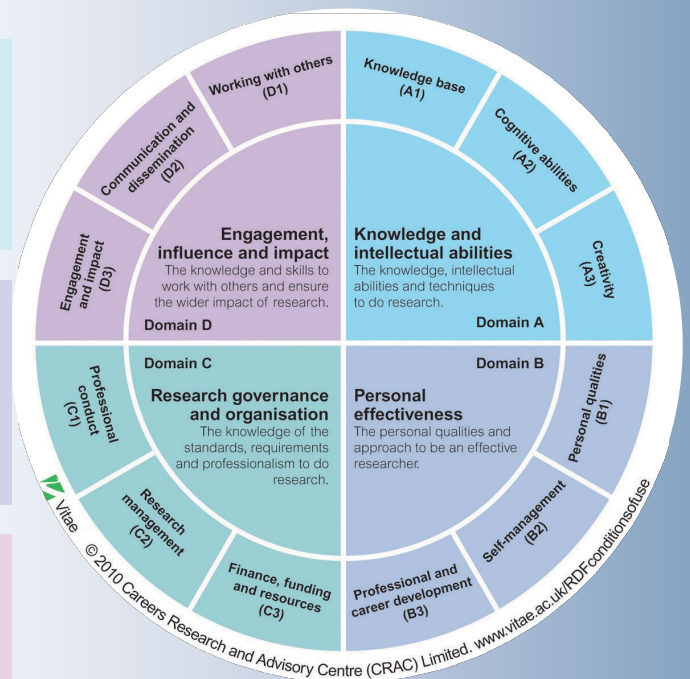 Working with others
(D1)
Communication and
dissemination
(D2)
Engagement
and impact
(D3)
Engagement,
influence and impact
The knowledge and skills to
work with others and ensure
the wider impact of research.
Domain D
Knowledge base
(A1)
Cognitive abilities
(A2)
Creativity
(A3)
Knowledge and
intellectual abilities
The knowledge, intellectual
abilities and techniques
to do research.
Domain A
Domain C
Research governance
and organisation
The knowledge of the
standards, requirements
and professionalism to do
research.
Professional
conduct
(C1)
Research
management
(C2)
Finance, funding
and resources
(C3)
Domain B
Personal
effectiveness
The personal qualities and
approach to be an effective
researcher.
Personal qualities
(B1)
Self-management
(B2)
Professional and
career development
(B3)
Vitae © 2010 Careers Research and Advisory Centre (CRAC) Limited. www.vitae.ac.uk/RDFconditionsofuse